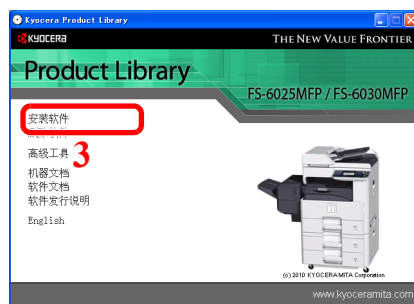 Kyocera Product Library
KYOCERA
THE NEW VALUE FRONTIER
Product Library
FS-6025MFP / FS-6030MFP
安装软件
高级工具
3
机器文档
软件文档
软件发行说明
English
(c) 2010 KYOCERA MITA Corporation
www.kyoceramita.com